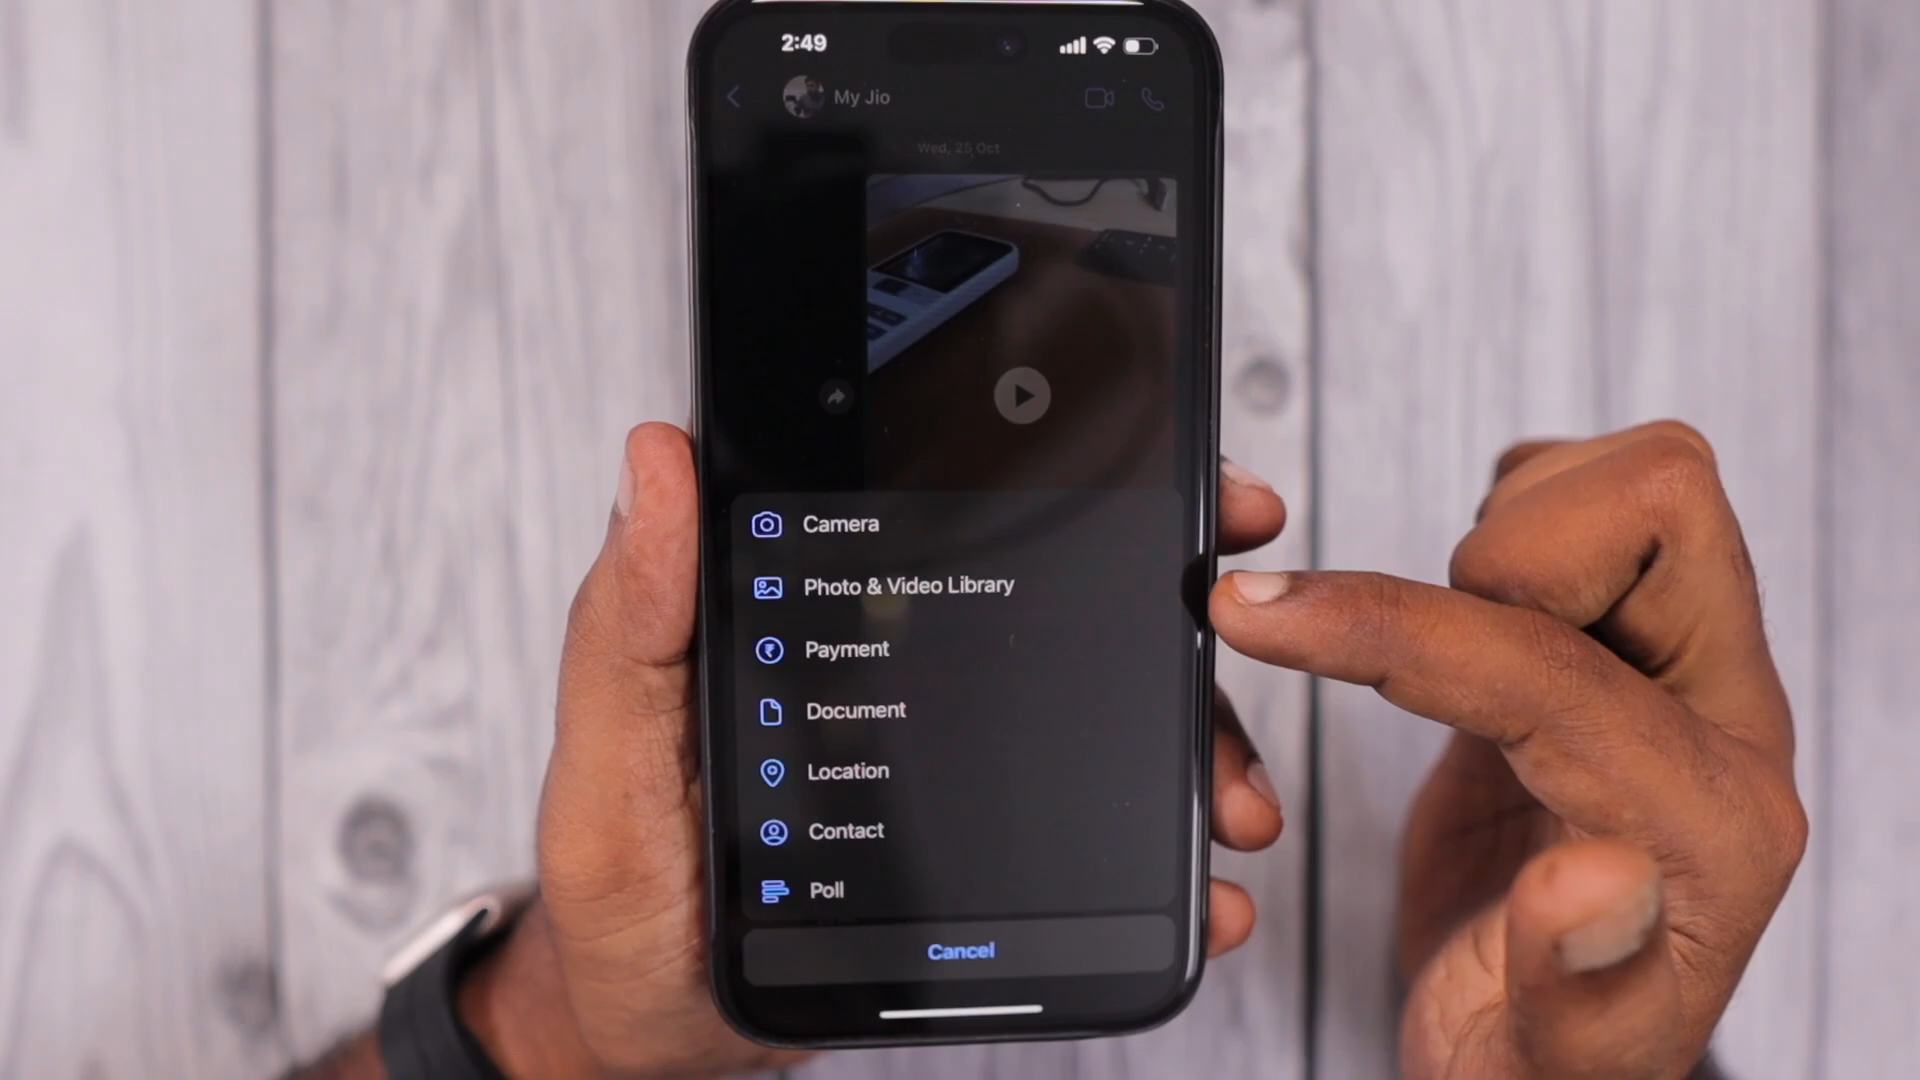 2:49
My Jio
Wed, 25 Oct
Camera
Photo & Video Library
Payment
Document
Location
Contact
Poll
Cancel